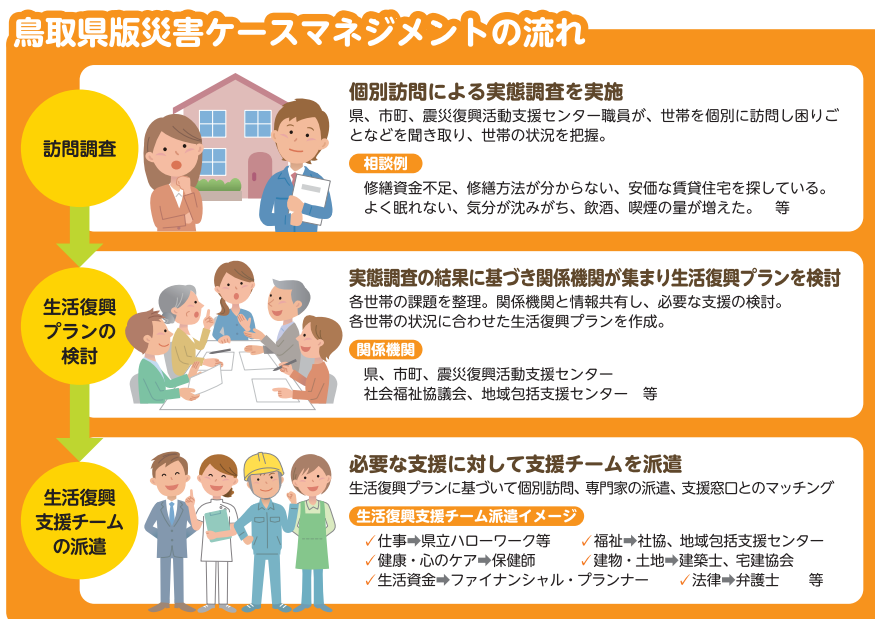 鳥取県版災害ケースマネジメントの流れ
訪問調査
個別訪問による実態調査を実施
県、市町、震災復興活動支援センター職員が、世帯を個別に訪問し困りご
となどを聞き取り、世帯の状況を把握。
相談例
修繕資金不足、修繕方法が分からない、安価な賃貸住宅を探している。
よく眠れない、気分が沈みがち、飲酒、喫煙の量が増えた。　等
生活復興
プランの
検討
実態調査の結果に基づき関係機関が集まり生活復興プランを検討
各世帯の課題を整理。関係機関と情報共有し、必要な支援の検討。
各世帯の状況に合わせた生活復興プランを作成。
関係機関
県、市町、震災復興活動支援センター
社会福祉協議会、地域包括支援センター　等
生活復興
支援チーム
の派遣
必要な支援に対して支援チームを派遣
生活復興プランに基づいて個別訪問、専門家の派遣、支援窓口とのマッチング
生活復興支援チーム派遣イメージ
✓仕事➡県立ハローワーク等　✓福祉➡社協、地域包括支援センター
✓健康・心のケア➡保健師　✓建物・土地➡建築士、宅建協会
✓生活資金➡ファイナンシャル・プランナー　✓法律➡弁護士　等